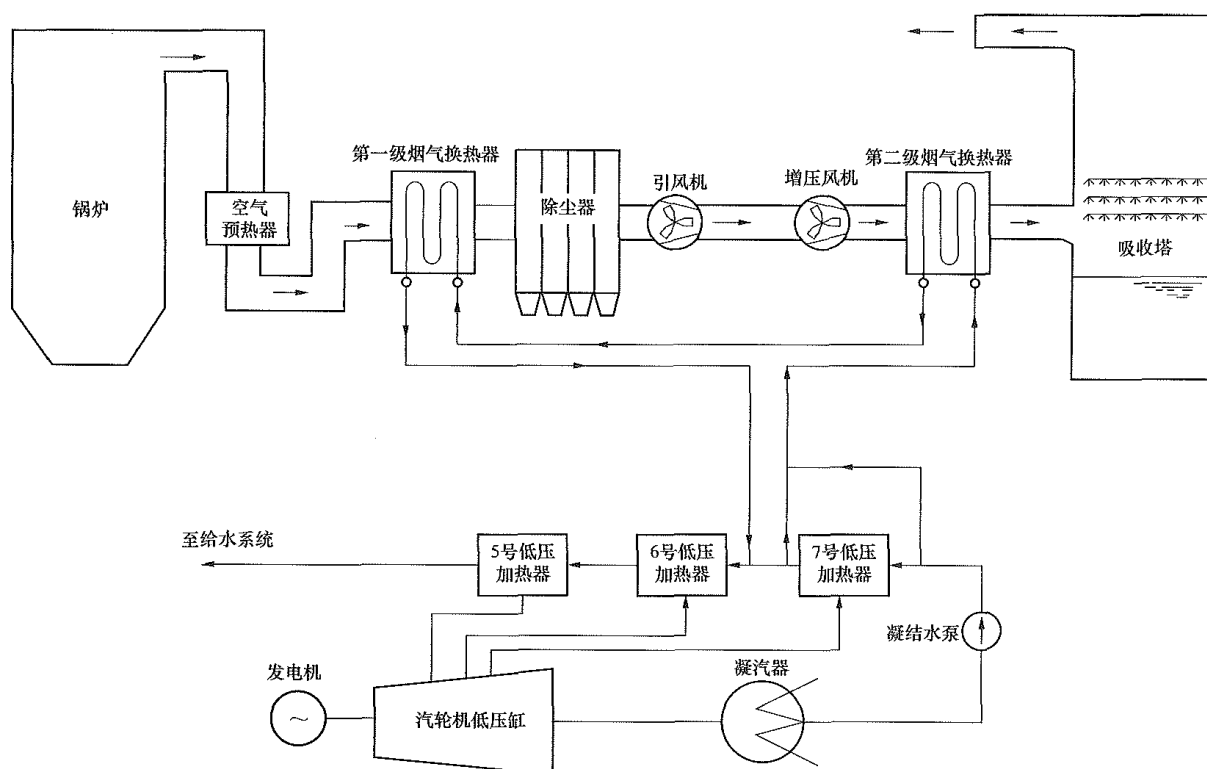 第一级烟气换热器
第二级烟气换热器
引风机
增压风机
锅炉
空气
预热器
除尘器
吸收塔
至给水系统
5号低压
加热器
6号低压
加热器
7号低压
加热器
凝结水泵
发电机
凝汽器
~
汽轮机低压缸